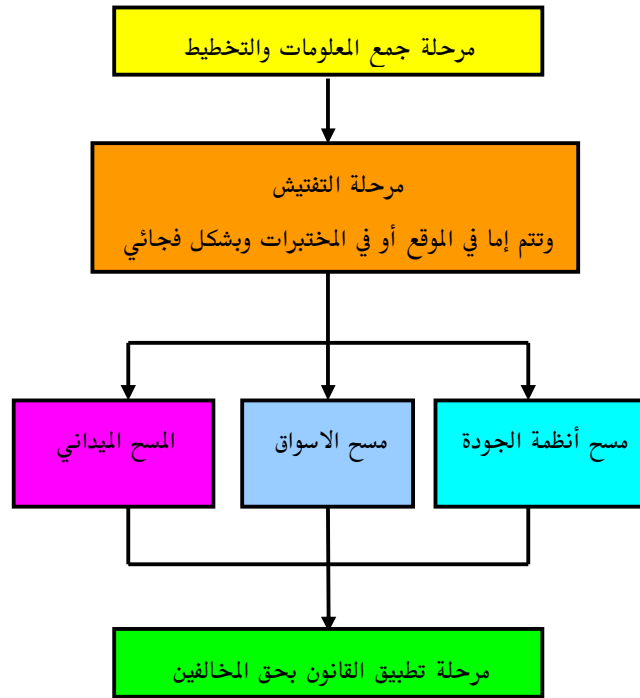 مرحلة جمع المعلومات والتخطيط
مرحلة التفتيش
وتتم إما في الموقع أو في المختبرات وبشكل فجائي
مسح أنظمة الجودة
مسح الاسواق
المسح الميداني
مرحلة تطبيق القانون بحق المخالفين